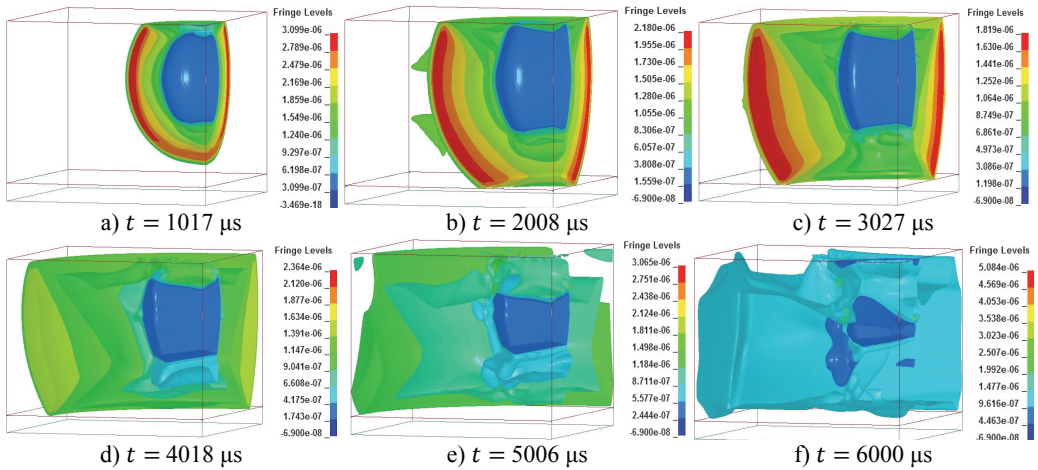 Fringe Levels
3.099e-06
2.789e-06
2.479e-06
2.169e-06
1.859e-06
1.549e-06
1.240e-06
9.297e-07
6.198e-07
3.099e-07
-3.469e-18
a) t = 1017 µs
Fringe Levels
2.180e-06
1.955e-06
1.730e-06
1.505e-06
1.280e-06
1.055e-06
8.306e-07
6.057e-07
3.808e-07
1.559e-07
-6.900e-08
b) t = 2008 µs
Fringe Levels
1.819e-06
1.630e-06
1.441e-06
1.252e-06
1.064e-06
8.749e-07
6.861e-07
4.973e-07
3.086e-07
1.198e-07
-6.900e-08
c) t = 3027 µs
Fringe Levels
2.364e-06
2.120e-06
1.877e-06
1.634e-06
1.391e-06
1.147e-06
9.041e-07
6.608e-07
4.175e-07
1.743e-07
-6.900e-08
d) t = 4018 µs
Fringe Levels
3.065e-06
2.751e-06
2.438e-06
2.124e-06
1.811e-06
1.498e-06
1.184e-06
8.711e-07
5.577e-07
2.444e-07
-6.900e-08
e) t = 5006 µs
Fringe Levels
5.084e-06
4.569e-06
4.053e-06
3.538e-06
3.023e-06
2.507e-06
1.992e-06
1.477e-06
9.616e-07
4.463e-07
-6.900e-08
f) t = 6000 µs